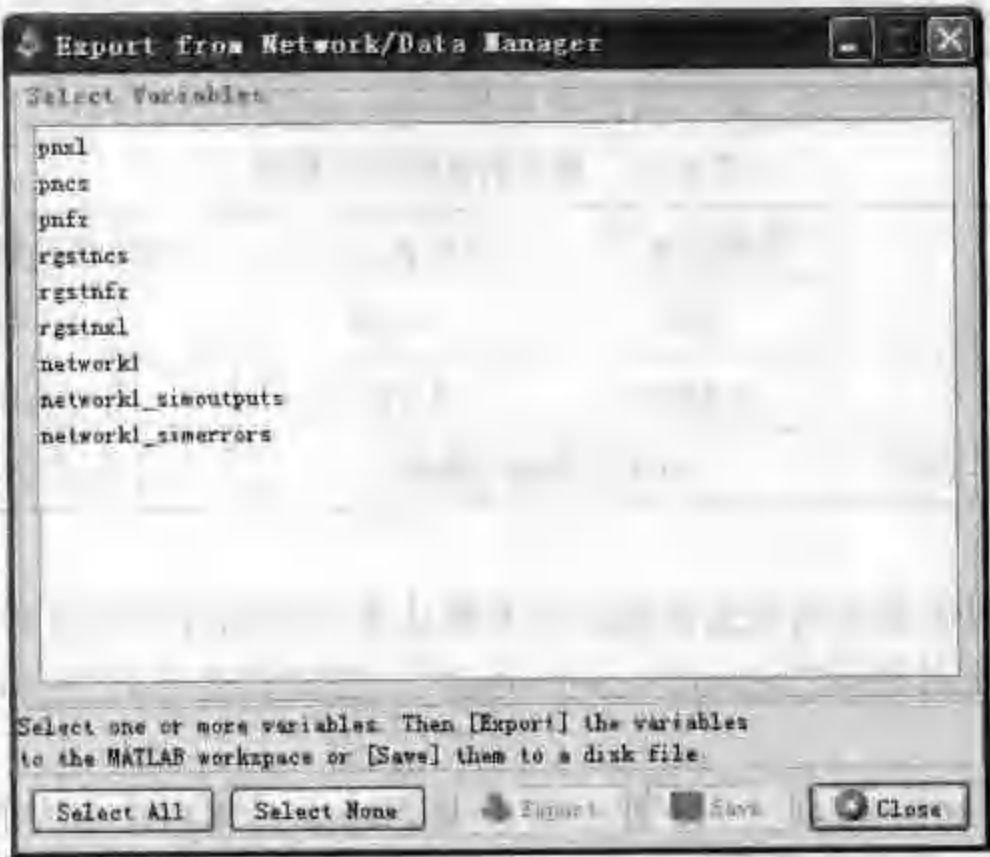 Export from Network/Data Manager
Select Variables
pnxl
pncs
pnfx
rgstncs
rgstnfx
rgstnxl
network1
network1_simoutputs
network1_simerrors
Select one or more variables. Then [Export] the variables
to the MATLAB workspace or [Save] them to a disk file.
Select All
Select None
Export
Save
Close